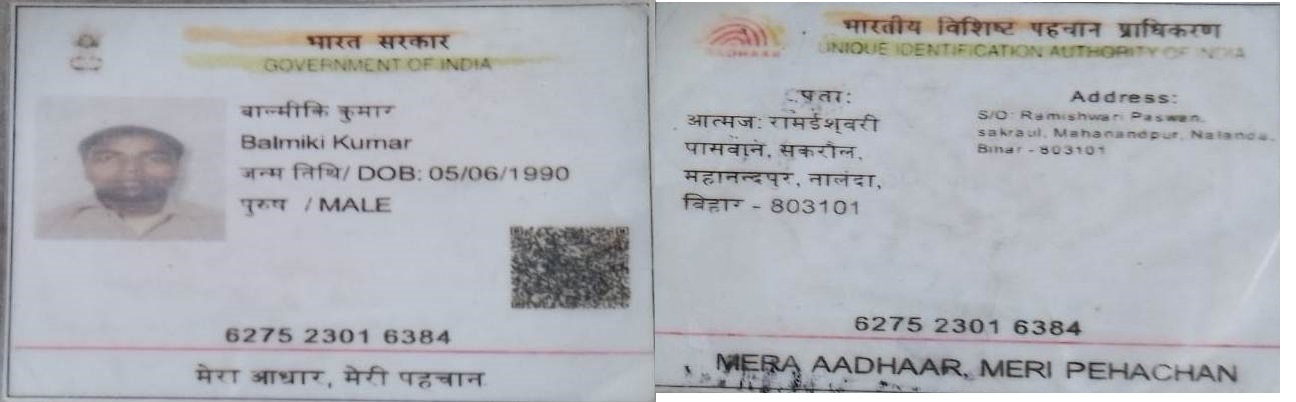 भारत सरकार
GOVERNMENT OF INDIA
बाल्मीकि कुमार
Balmiki Kumar
जन्म तिथि/ DOB: 05/06/1990
पुरुष / MALE
6275 2301 6384
मेरा आधार, मेरी पहचान
AADHAAR
भारतीय विशिष्ट पहचान प्राधिकरण
UNIQUE IDENTIFICATION AUTHORITY OF INDIA
पता:
आत्मज: रामईश्वरी
पासवान, सकरौल,
महानन्दपुर, नालंदा,
बिहार - 803101
Address:
S/O: Ramishwari Paswan,
sakraul, Mahanandpur, Nalanda,
Bihar - 803101
6275 2301 6384
MERA AADHAAR, MERI PEHACHAN